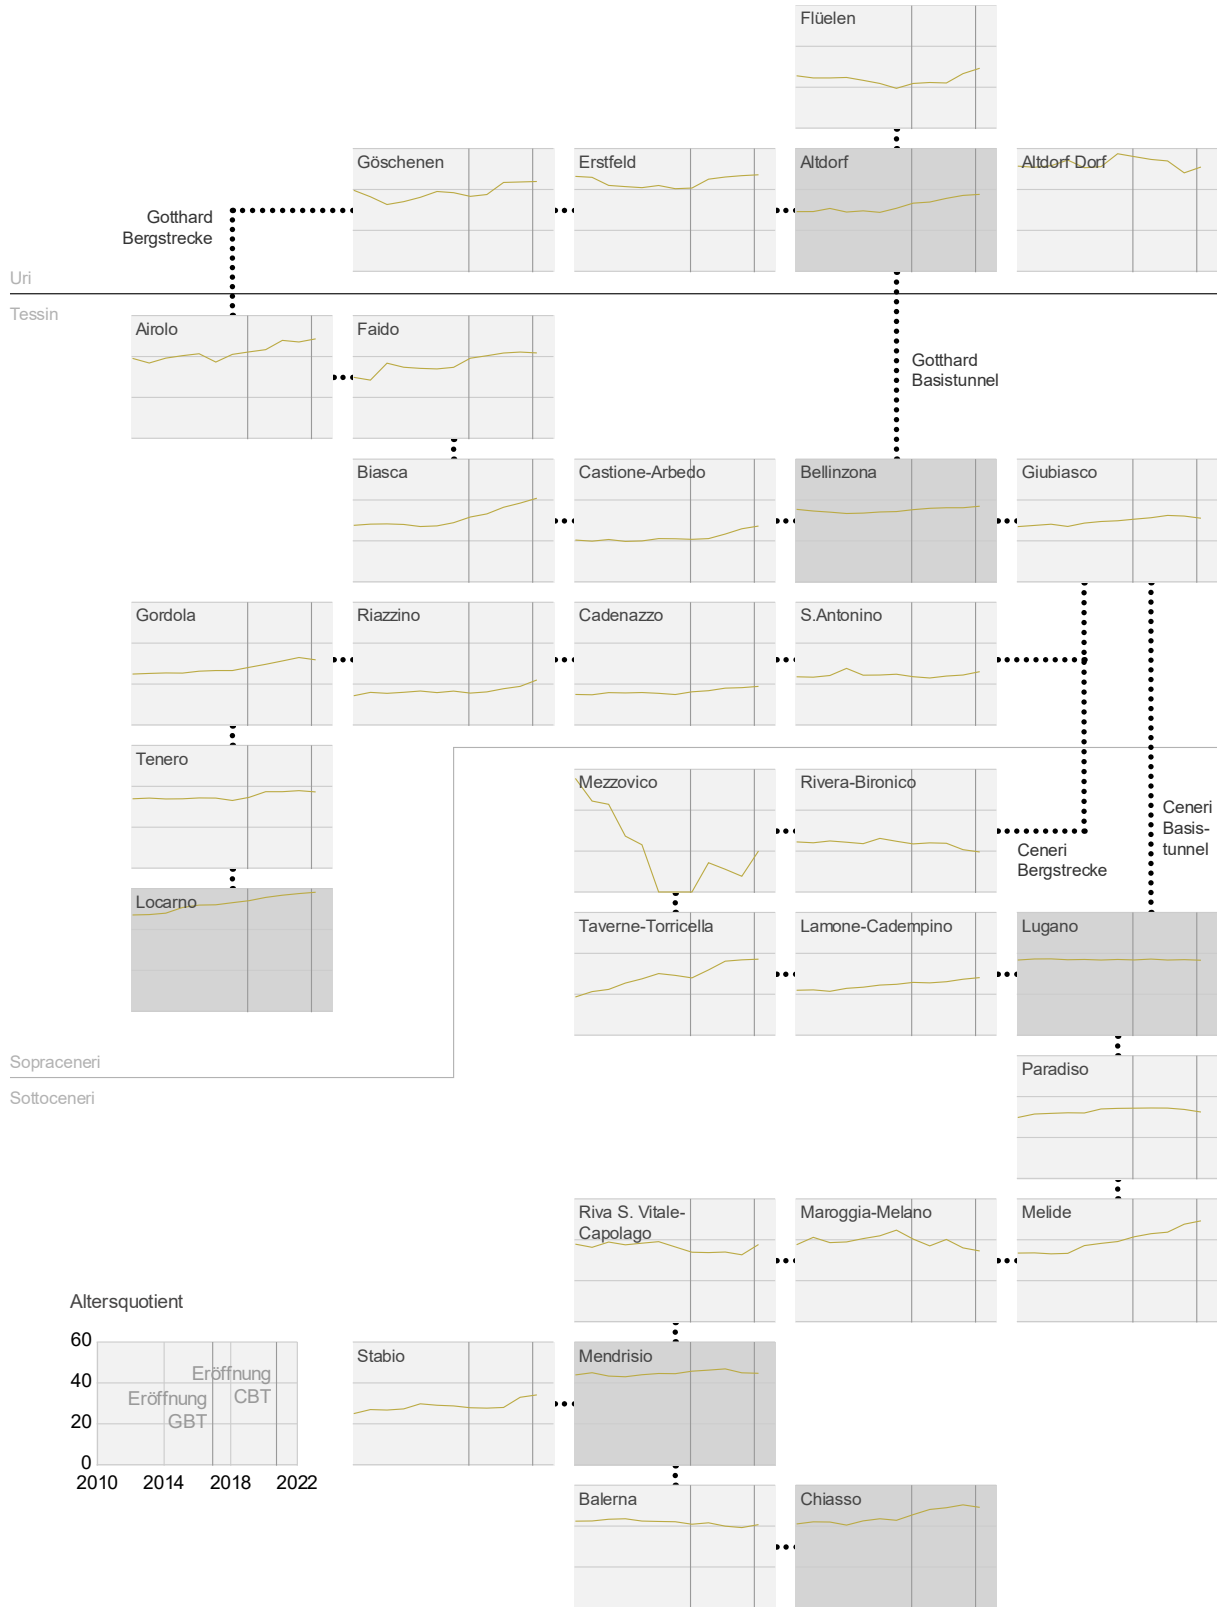 Flüelen
Göschenen
Erstfeld
Altdorf
Altdorf Dorf
Gotthard
Bergstrecke
Uri
Tessin
Airolo
Faido
Gotthard
Basistunnel
Biasca
Castione-Arbedo
Bellinzona
Giubiasco
Gordola
Riazzino
Cadenazzo
S.Antonino
Tenero
Mezzovico
Rivera-Bironico
Ceneri
Basis-
tunnel
Ceneri
Bergstrecke
Locarno
Taverne-Torricella
Lamone-Cadempino
Lugano
Sopraceneri
Sottoceneri
Paradiso
Riva S. Vitale-
Capolago
Maroggia-Melano
Melide
Altersquotient
60
40
20
0
2010
2014
2018
2022
Eröffnung
CBT
Eröffnung
GBT
Stabio
Mendrisio
Balerna
Chiasso